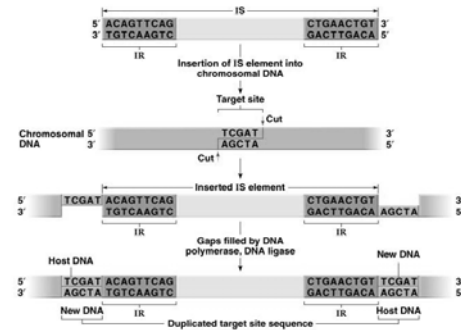 IS
5′ ACAGTTCAG CTGAACTGT 3′
3′ TGTCAAGTC GACTTGACA 5′
IR IR
Insertion of IS element into
chromosomal DNA
Target site
Cut
Chromosomal 5′ TCGAT 3′
DNA 3′ AGCTA 5′
Cut
Inserted IS element
5′ TCGAT ACAGTTCAG CTGAACTGT 3′
3′ TGTCAAGTC GACTTGACA AGCTA 5′
IR IR
Gaps filled by DNA
polymerase, DNA ligase
Host DNA New DNA
5′ TCGAT ACAGTTCAG CTGAACTGT TCGAT 3′
3′ AGCTA TGTCAAGTC GACTTGACA AGCTA 5′
New DNA IR IR Host DNA
Duplicated target site sequence